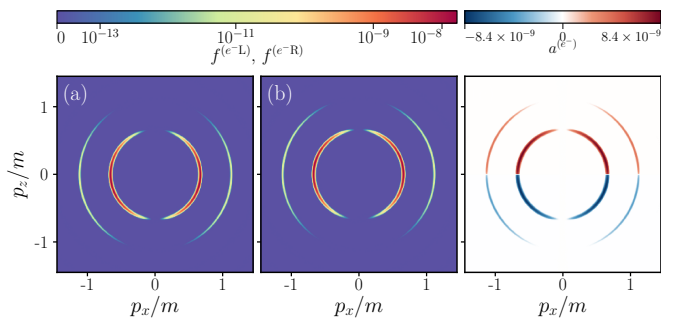 0 10⁻¹³ 10⁻¹¹ 10⁻⁹ 10⁻⁸ −8.4 × 10⁻⁹ 0 8.4 × 10⁻⁹
f^(e⁻L), f^(e⁻R) a^(e⁻)
(a) (b)
1
0
-1
p_z/m
-1 0 1 -1 0 1 -1 0 1
p_x/m p_x/m p_x/m